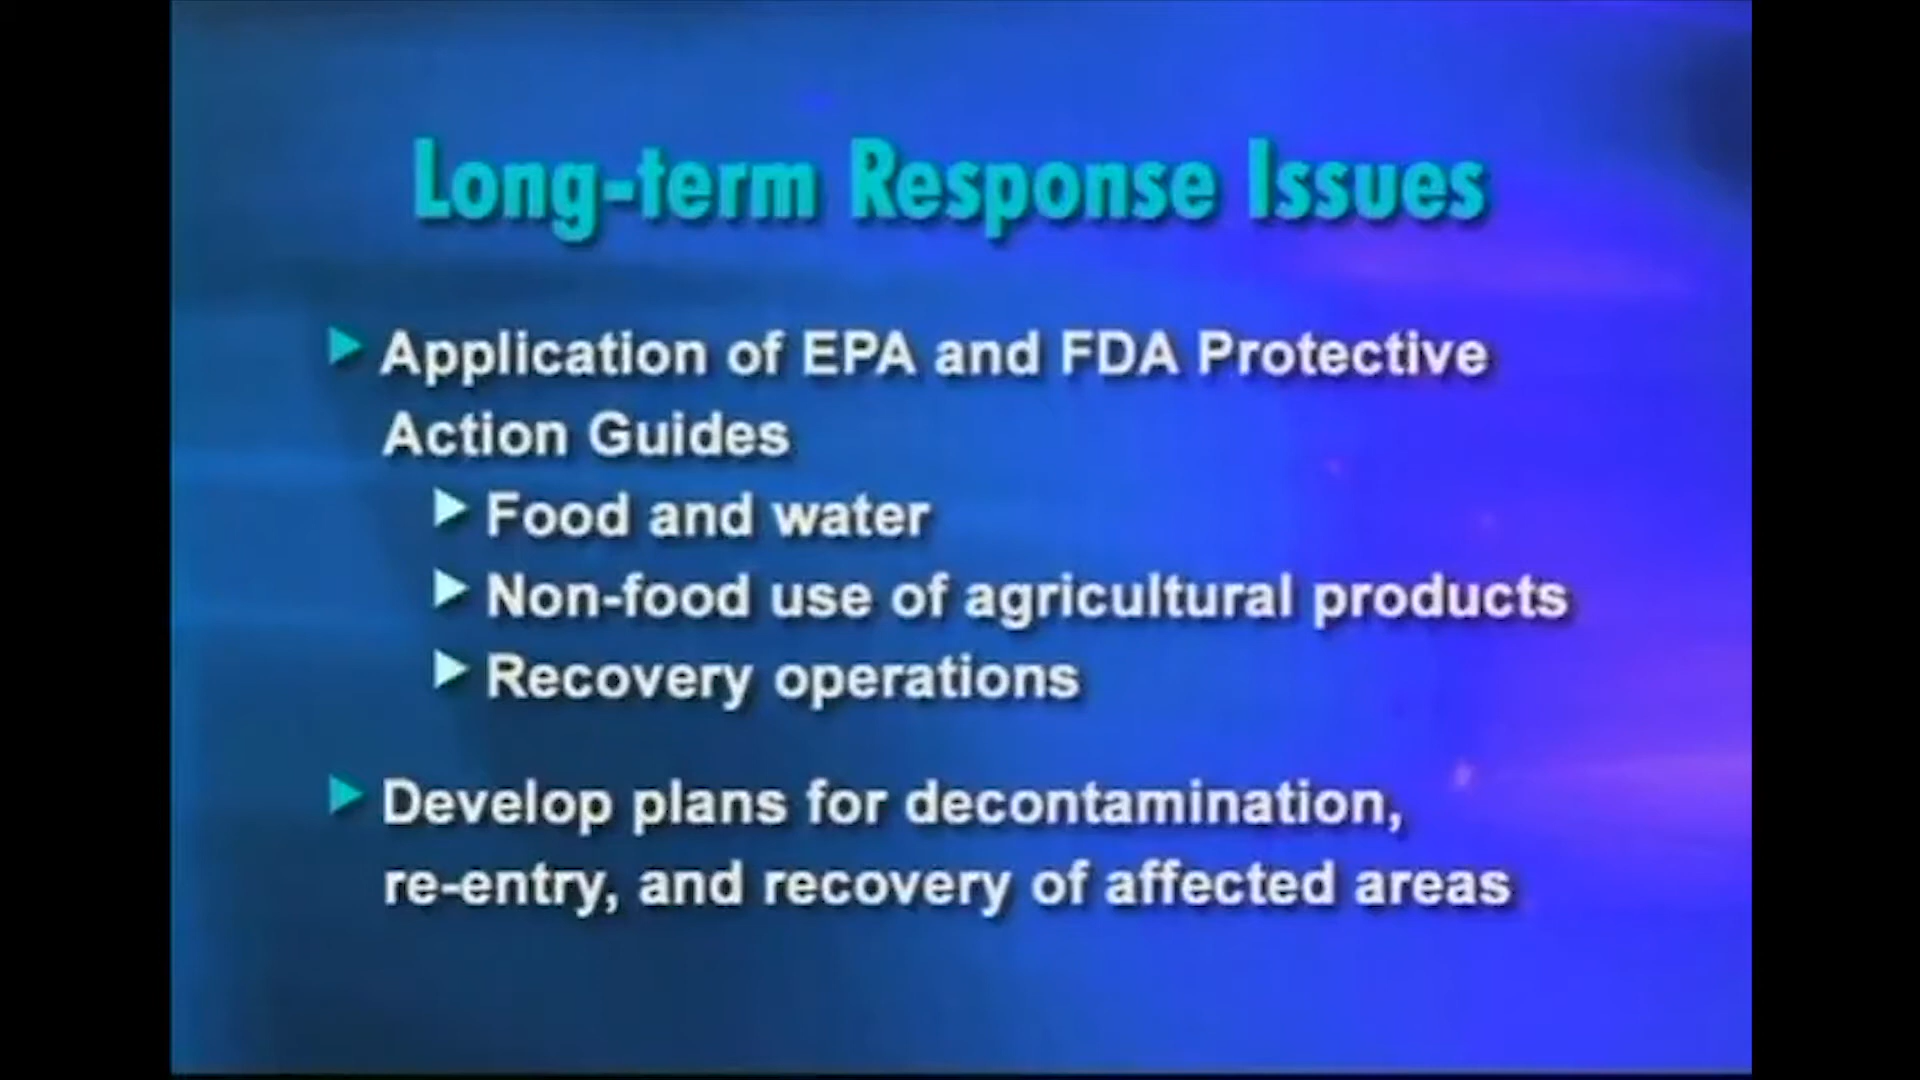 Long-term Response Issues
Application of EPA and FDA Protective
Action Guides
Food and water
Non-food use of agricultural products
Recovery operations
Develop plans for decontamination,
re-entry, and recovery of affected areas